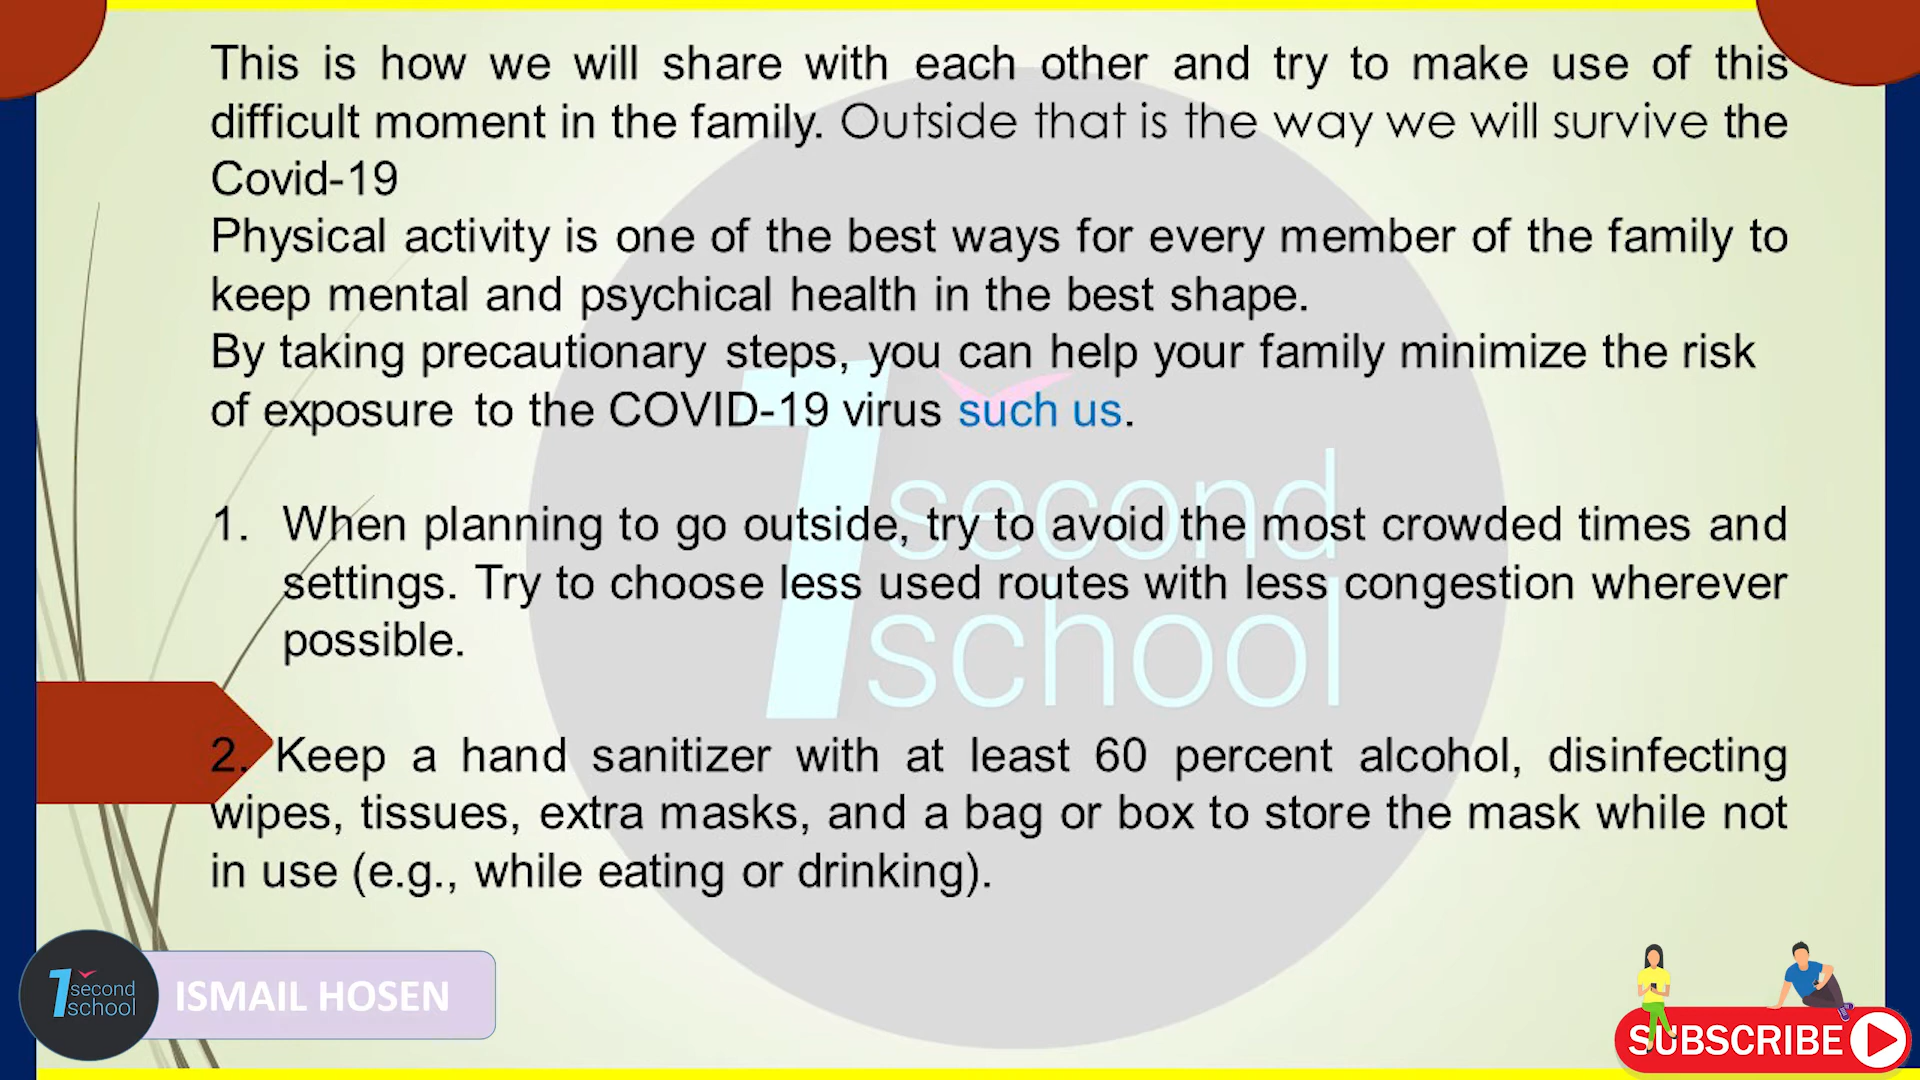 This is how we will share with each other and try to make use of this
difficult moment in the family. Outside that is the way we will survive the
Covid-19
Physical activity is one of the best ways for every member of the family to
keep mental and psychical health in the best shape.
By taking precautionary steps, you can help your family minimize the risk
of exposure to the COVID-19 virus such us.
1. When planning to go outside, try to avoid the most crowded times and
settings. Try to choose less used routes with less congestion wherever
possible.
2. Keep a hand sanitizer with at least 60 percent alcohol, disinfecting
wipes, tissues, extra masks, and a bag or box to store the mask while not
in use (e.g., while eating or drinking).
1 second
school
1 second
school
ISMAIL HOSEN
SUBSCRIBE